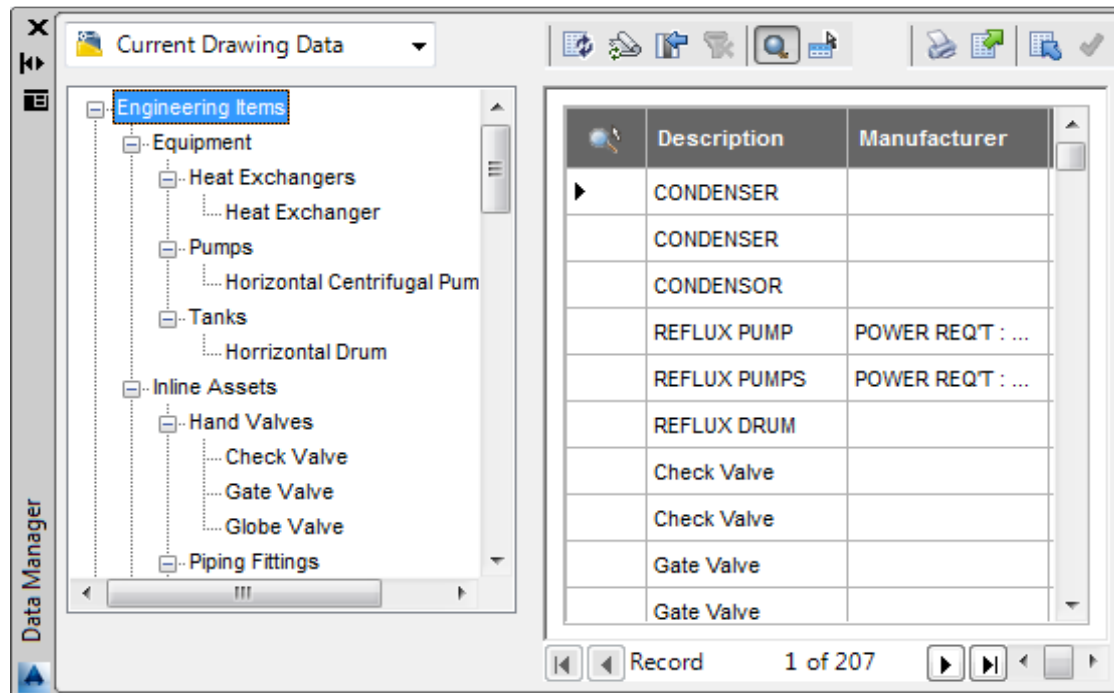 Current Drawing Data
Engineering Items
Equipment
Heat Exchangers
Heat Exchanger
Pumps
Horizontal Centrifugal Pum
Tanks
Horrizontal Drum
Inline Assets
Hand Valves
Check Valve
Gate Valve
Globe Valve
Piping Fittings
Data Manager
Description Manufacturer
CONDENSER
CONDENSER
CONDENSOR
REFLUX PUMP POWER REQ'T : ...
REFLUX PUMPS POWER REQ'T : ...
REFLUX DRUM
Check Valve
Check Valve
Gate Valve
Gate Valve
Record 1 of 207